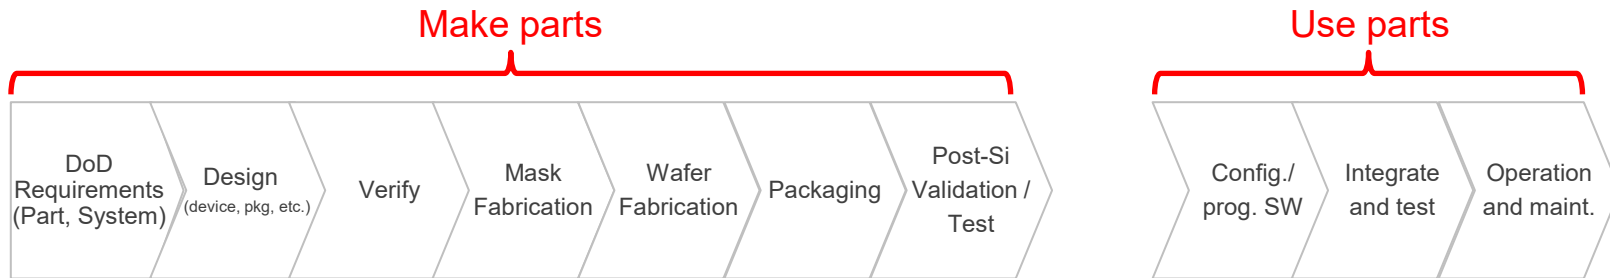 Make parts
Use parts
DoD
Requirements
(Part, System)
Design
(device, pkg, etc.)
Verify
Mask
Fabrication
Wafer
Fabrication
Packaging
Post-Si
Validation /
Test
Config./
prog. SW
Integrate
and test
Operation
and maint.